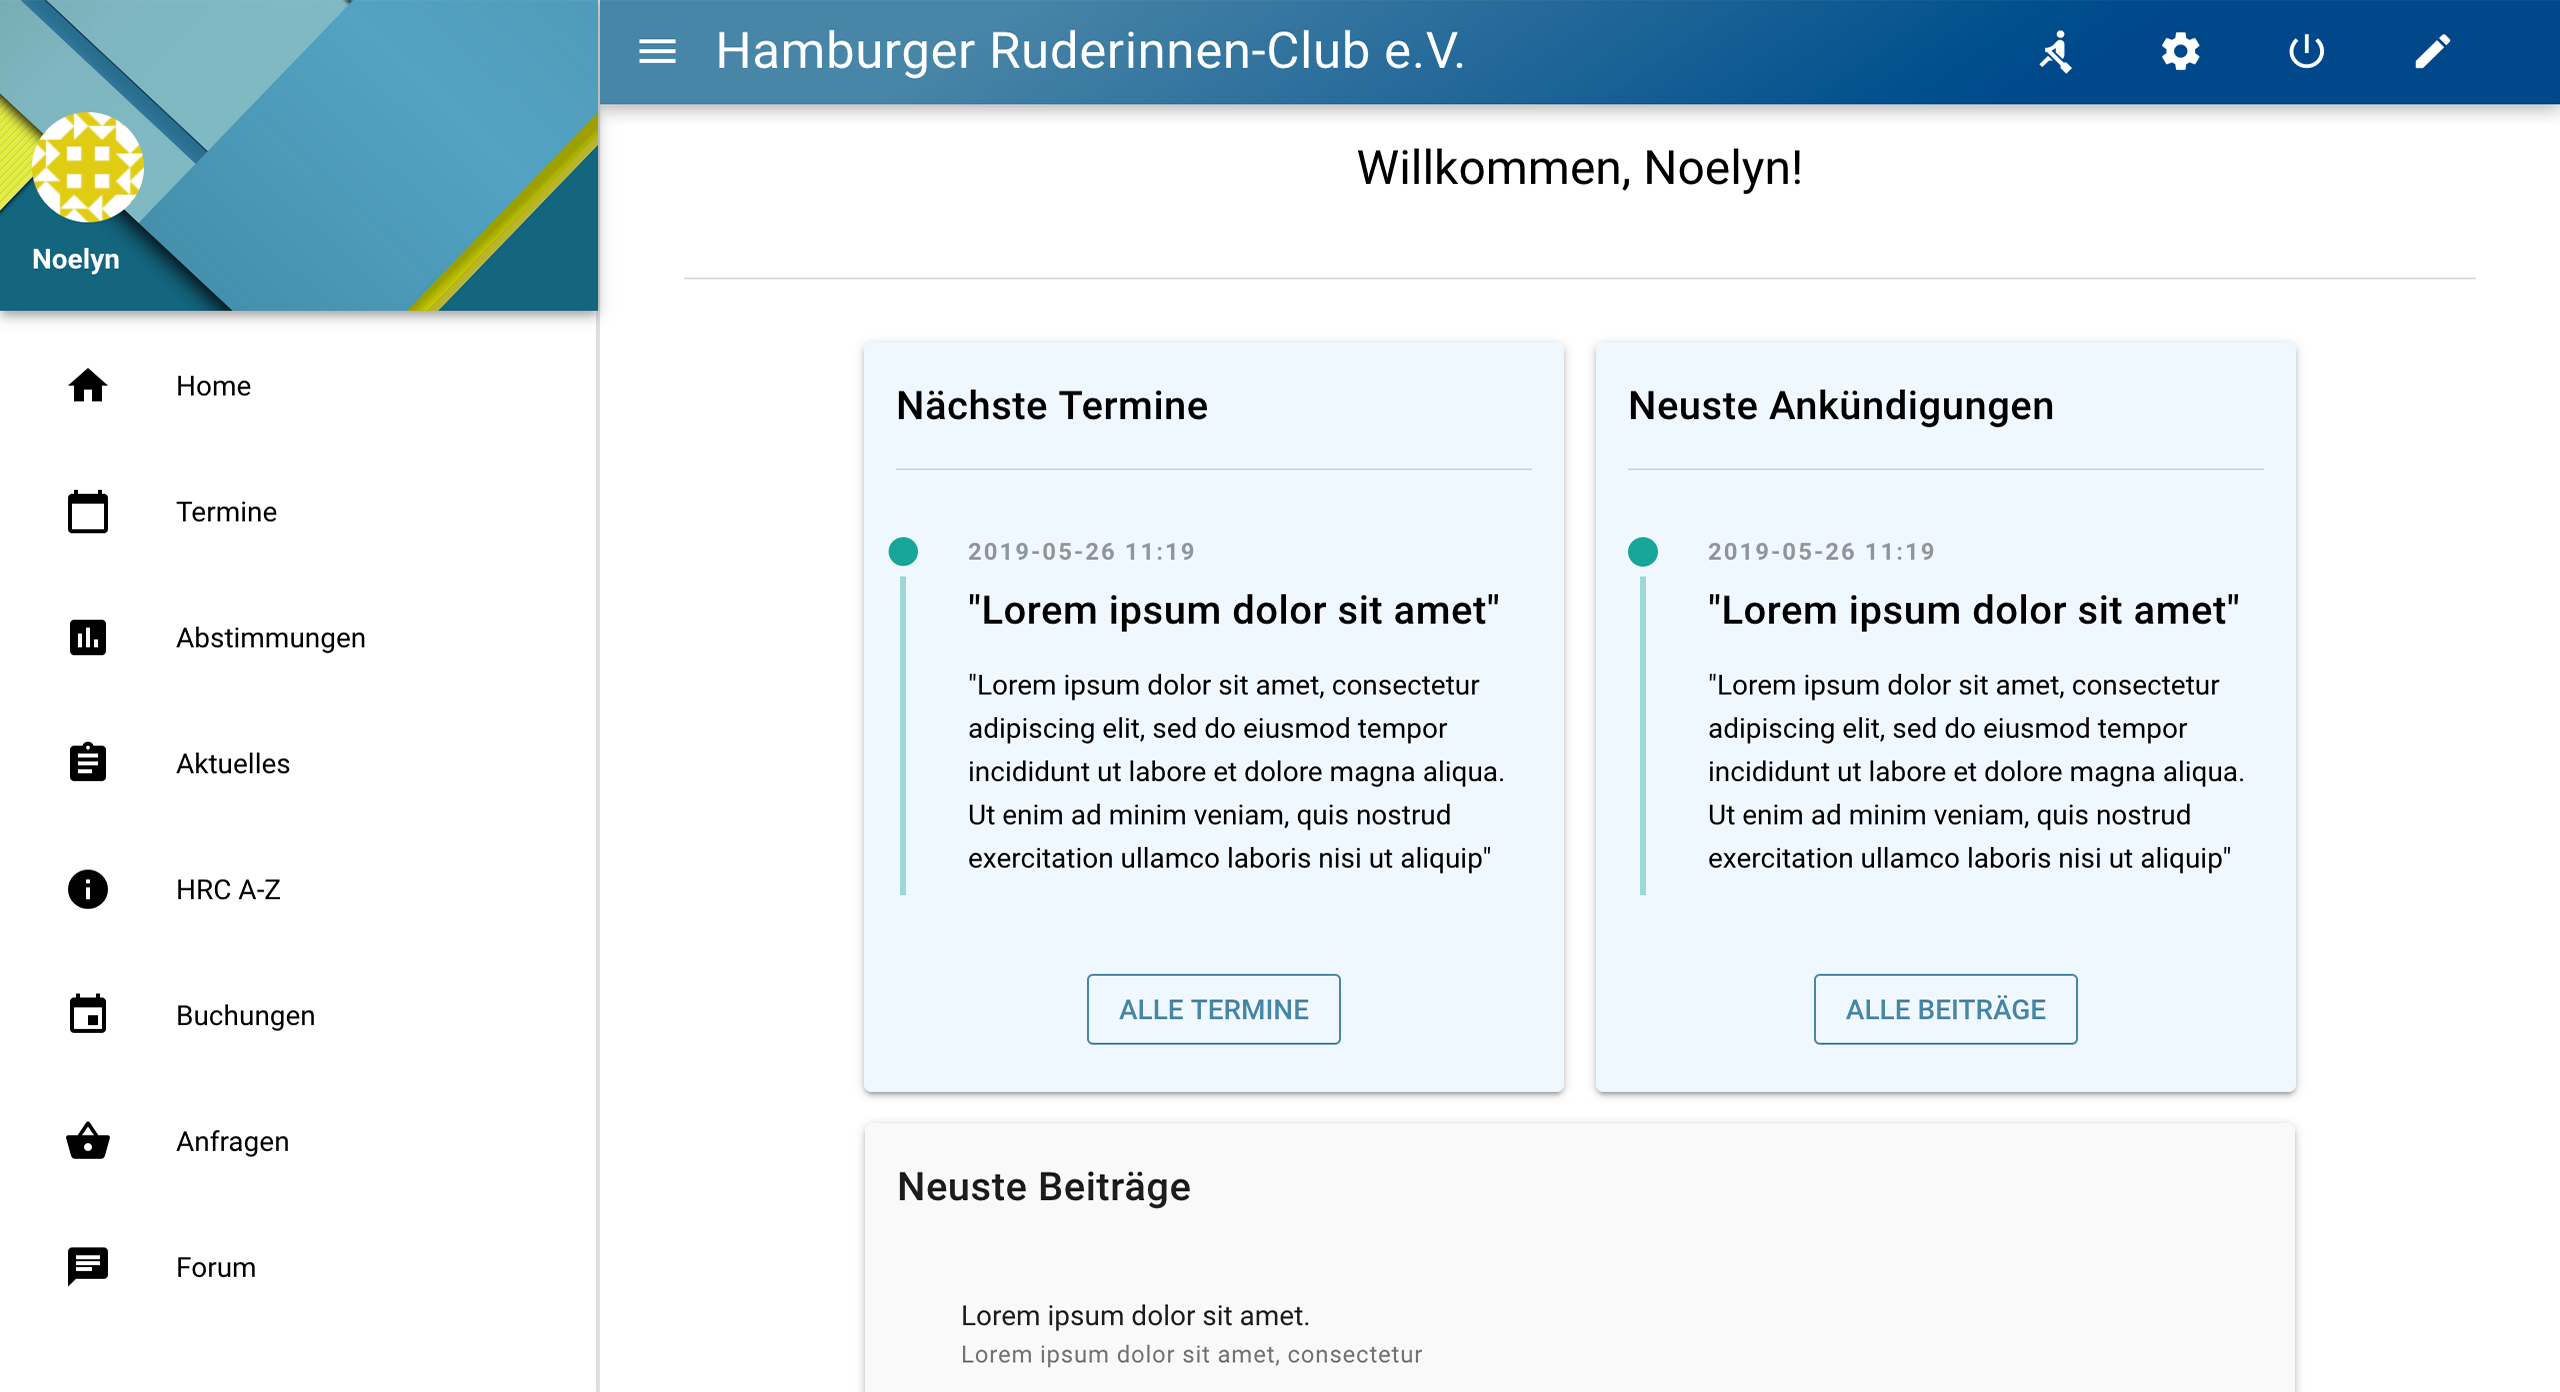 Hamburger Ruderinnen-Club e.V.
Noelyn
Home
Termine
Abstimmungen
Aktuelles
HRC A-Z
Buchungen
Anfragen
Forum
Willkommen, Noelyn!
Nächste Termine
2019-05-26 11:19
"Lorem ipsum dolor sit amet"
"Lorem ipsum dolor sit amet, consectetur
adipiscing elit, sed do eiusmod tempor
incididunt ut labore et dolore magna aliqua.
Ut enim ad minim veniam, quis nostrud
exercitation ullamco laboris nisi ut aliquip"
ALLE TERMINE
Neuste Ankündigungen
2019-05-26 11:19
"Lorem ipsum dolor sit amet"
"Lorem ipsum dolor sit amet, consectetur
adipiscing elit, sed do eiusmod tempor
incididunt ut labore et dolore magna aliqua.
Ut enim ad minim veniam, quis nostrud
exercitation ullamco laboris nisi ut aliquip"
ALLE BEITRÄGE
Neuste Beiträge
Lorem ipsum dolor sit amet.
Lorem ipsum dolor sit amet, consectetur